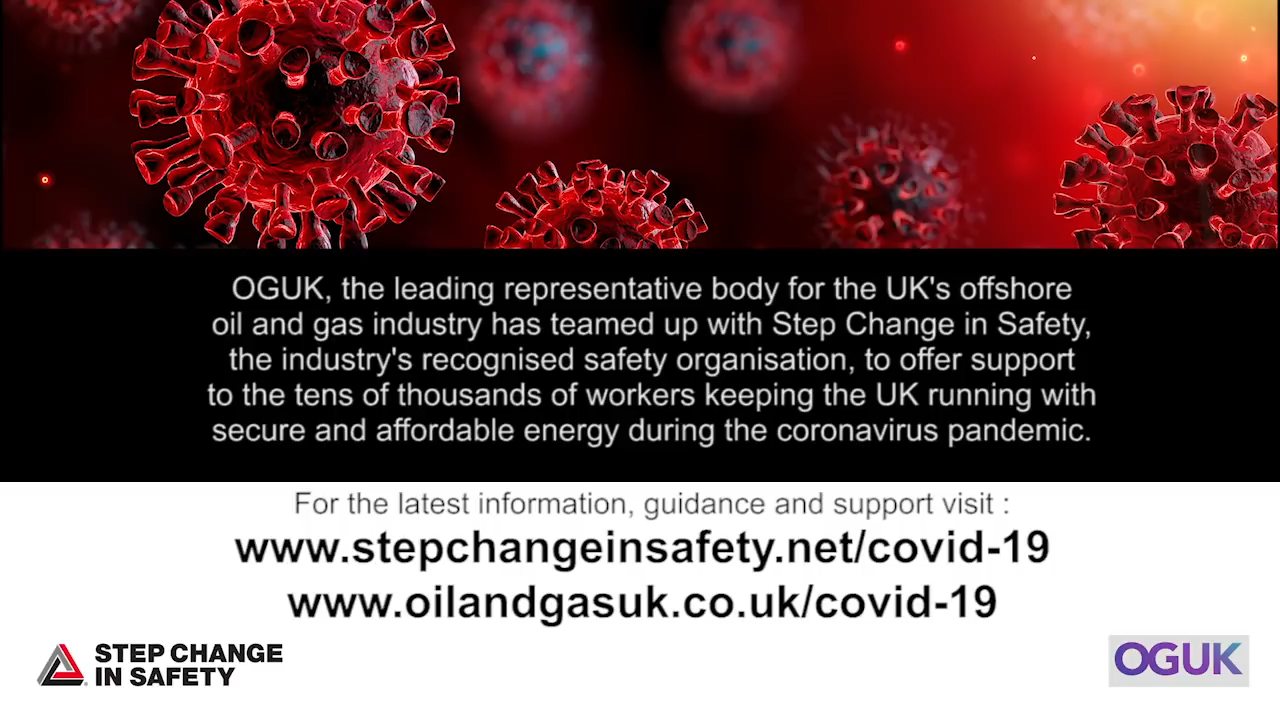 OGUK, the leading representative body for the UK's offshore
oil and gas industry has teamed up with Step Change in Safety,
the industry's recognised safety organisation, to offer support
to the tens of thousands of workers keeping the UK running with
secure and affordable energy during the coronavirus pandemic.
For the latest information, guidance and support visit :
www.stepchangeinsafety.net/covid-19
www.oilandgasuk.co.uk/covid-19
STEP CHANGE
IN SAFETY
OGUK